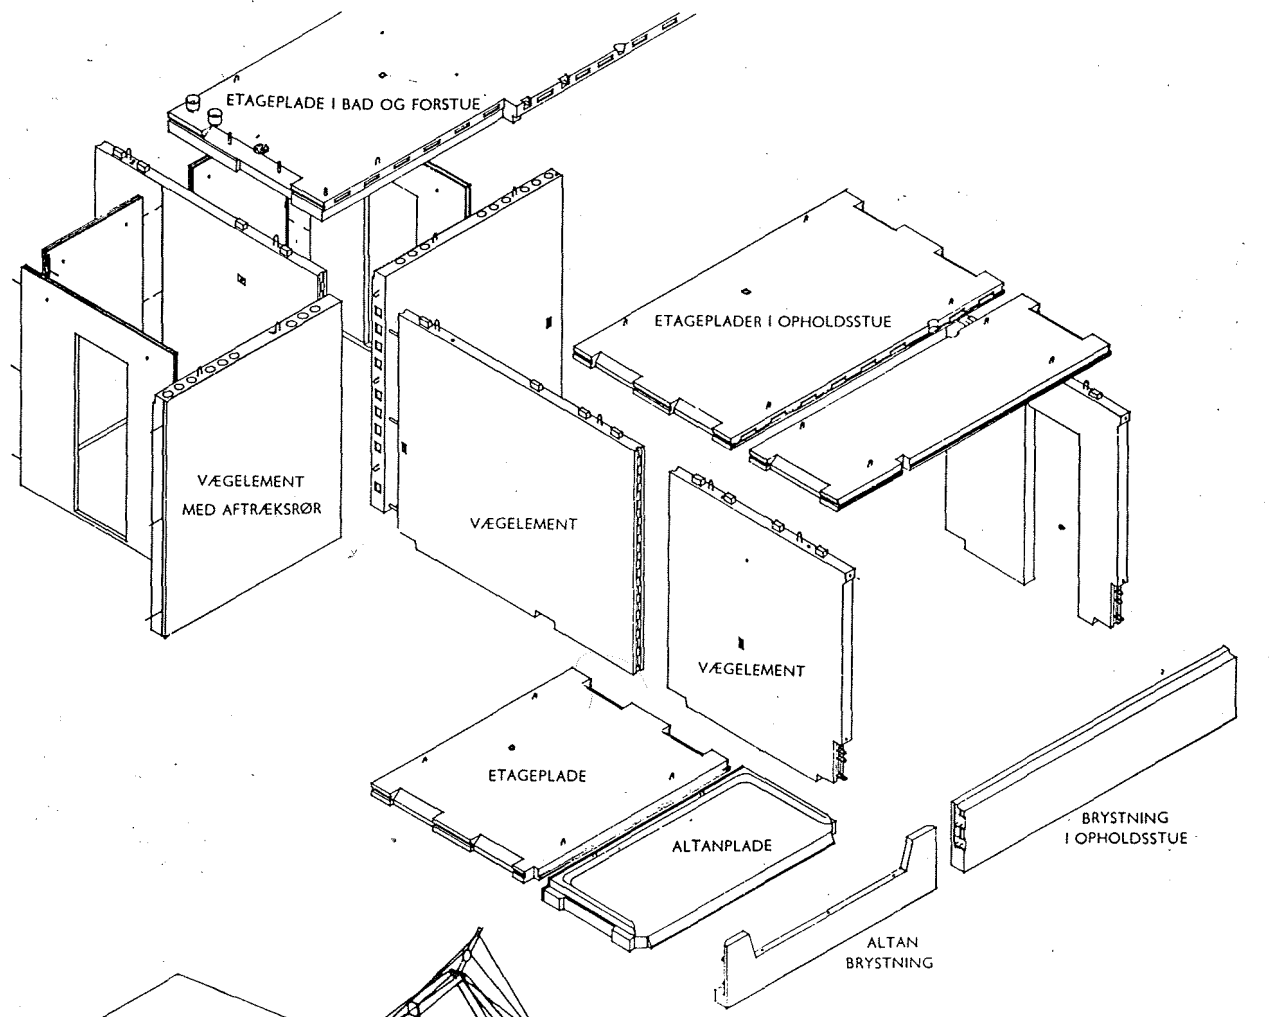 ETAGEPLADE I BAD OG FORSTUE
ETAGEPLADER I OPHOLDSSTUE
VÆGELEMENT
MED AFTRÆKSRØR
VÆGELEMENT
VÆGELEMENT
ETAGEPLADE
ALTANPLADE
BRYSTNING
I OPHOLDSSTUE
ALTAN
BRYSTNING